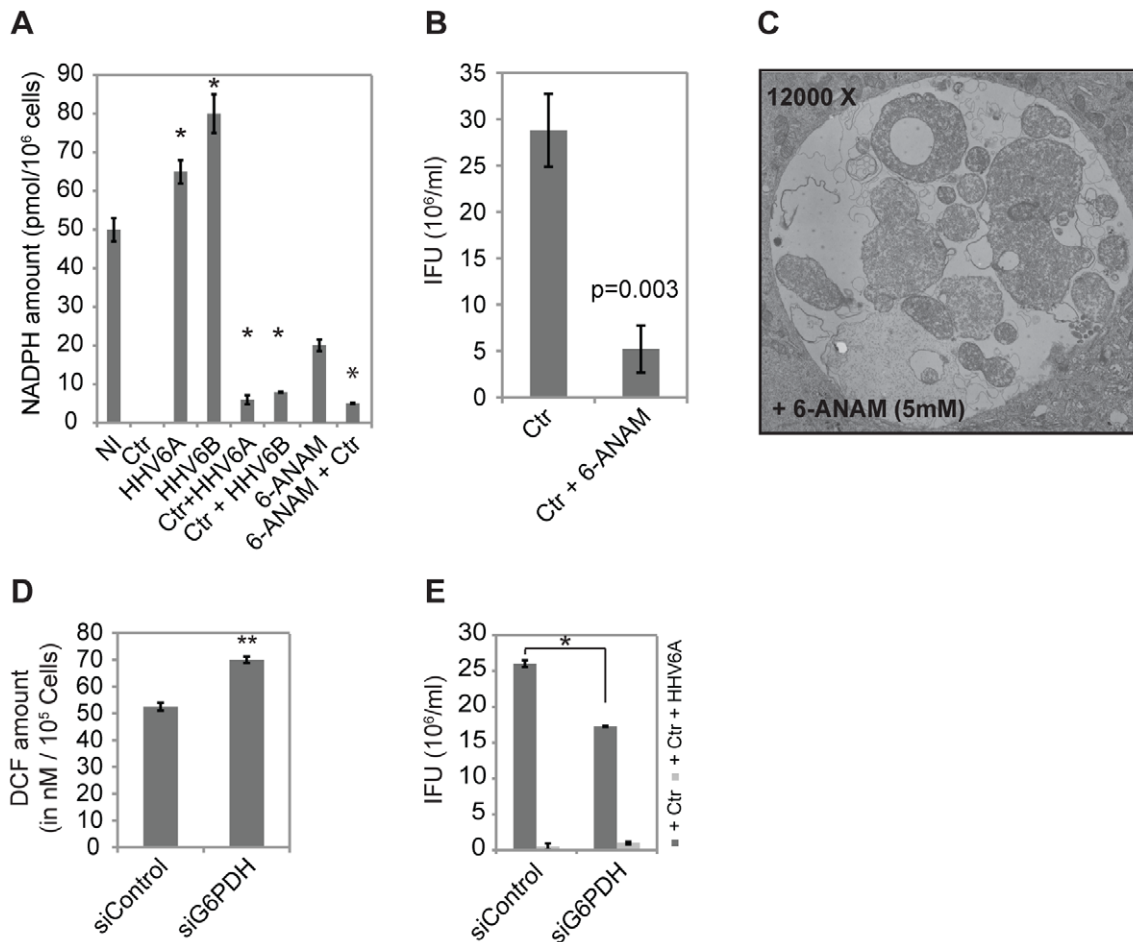 A
NADPH amount (pmol/10⁶ cells)
90
80
70
60
50
40
30
20
10
0
*
*
*
*
*
NI
Ctr
HHV6A
HHV6B
Ctr+HHV6A
Ctr + HHV6B
6-ANAM
6-ANAM + Ctr
B
IFU (10⁶/ml)
35
30
25
20
15
10
5
0
p=0.003
Ctr
Ctr + 6-ANAM
C
12000 X
+ 6-ANAM (5mM)
D
DCF amount
(in nM / 10⁵ Cells)
80
70
60
50
40
30
20
10
0
**
siControl
siG6PDH
E
IFU (10⁶/ml)
30
25
20
15
10
5
0
*
siControl
siG6PDH
+ Ctr
+ Ctr + HHV6A